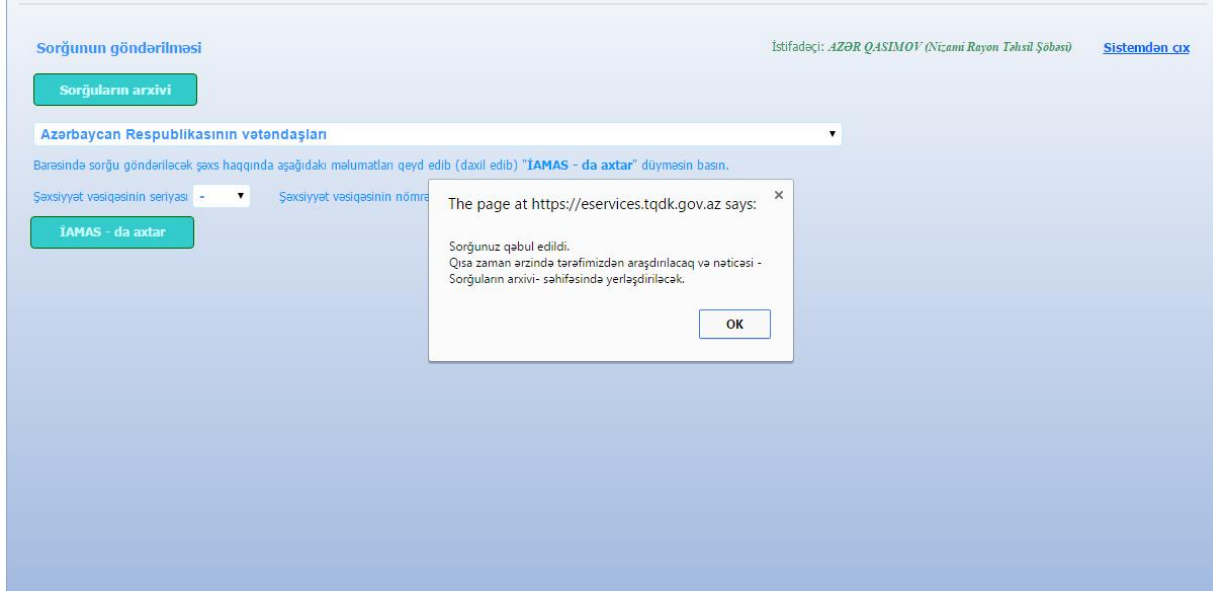 Sorğunun göndərilməsi
İstifadəçi: AZƏR QASIMOV (Nizami Rayon Təhsil Şöbəsi)
Sistemdən çıx
Sorğuların arxivi
Azərbaycan Respublikasının vətəndaşları
Barəsində sorğu göndəriləcək şəxs haqqında aşağıdakı məlumatları qeyd edib (daxil edib) "İAMAS - da axtar" düyməsin basın.
Şəxsiyyət vəsiqəsinin seriyası - Şəxsiyyət vəsiqəsinin nömrə
İAMAS - da axtar
The page at https://eservices.tqdk.gov.az says:
Sorğunuz qəbul edildi.
Qısa zaman ərzində tərəfimizdən araşdırılacaq və nəticəsi -
Sorğuların arxivi- səhifəsində yerləşdiriləcək.
OK